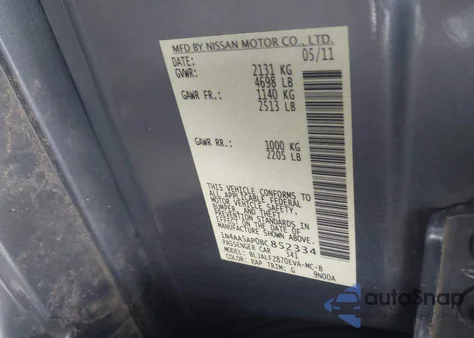 MFD BY NISSAN MOTOR CO., LTD.
DATE: 05/11
GVWR: 2131 KG
4698 LB
GAWR FR.: 1140 KG
2513 LB
GAWR RR.: 1000 KG
2205 LB
THIS VEHICLE CONFORMS TO
ALL APPLICABLE FEDERAL
MOTOR VEHICLE SAFETY,
BUMPER, AND THEFT
PREVENTION STANDARDS
IN EFFECT ON THE DATE OF
MANUFACTURE SHOWN ABOVE.
1N4AA5AP0BC852334
PASSENGER CAR 341
MODEL: BLJALFZB70EVA-MC-B
COLOR: RAP TRIM: G 9N00A
autoSnap